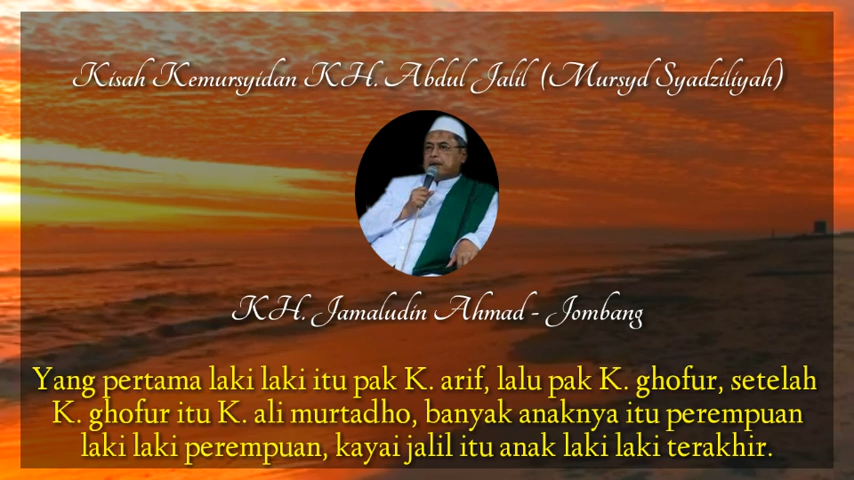 Kisah Kemursyidan KH. Abdul Jalil (Mursyd Syadziliyah)
KH. Jamaludin Ahmad - Jombang
Yang pertama laki laki itu pak K. arif, lalu pak K. ghofur, setelah
K. ghofur itu K. ali murtadho, banyak anaknya itu perempuan
laki laki perempuan, kayai jalil itu anak laki laki terakhir.